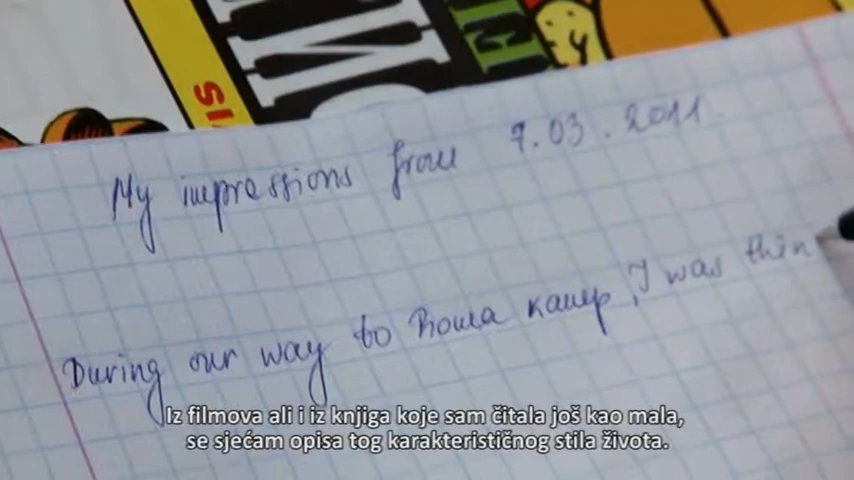 SI
My impressions from 7.03.2011
During our way to Roma kamp, I was thin
Iz filmova ali i iz knjiga koje sam čitala još kao mala,
se sjećam opisa tog karakterističnog stila života.